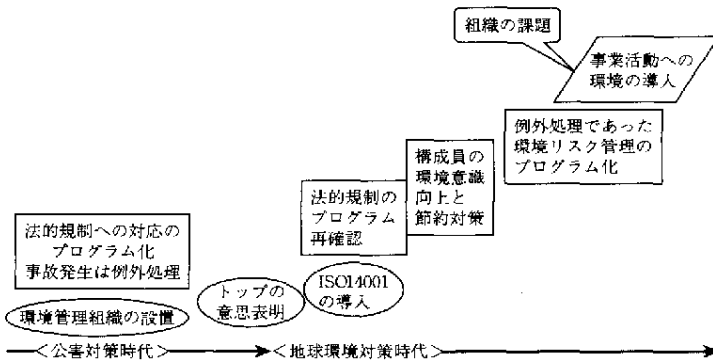 組織の課題
事業活動への
環境の導入
例外処理であった
環境リスク管理の
プログラム化
構成員の
環境意識
向上と
節約対策
法的規制の
プログラム
再確認
法的規制への対応の
プログラム化
事故発生は例外処理
トップの
意思表明
ISO14001
の導入
環境管理組織の設置
＜公害対策時代＞
＜地球環境対策時代＞